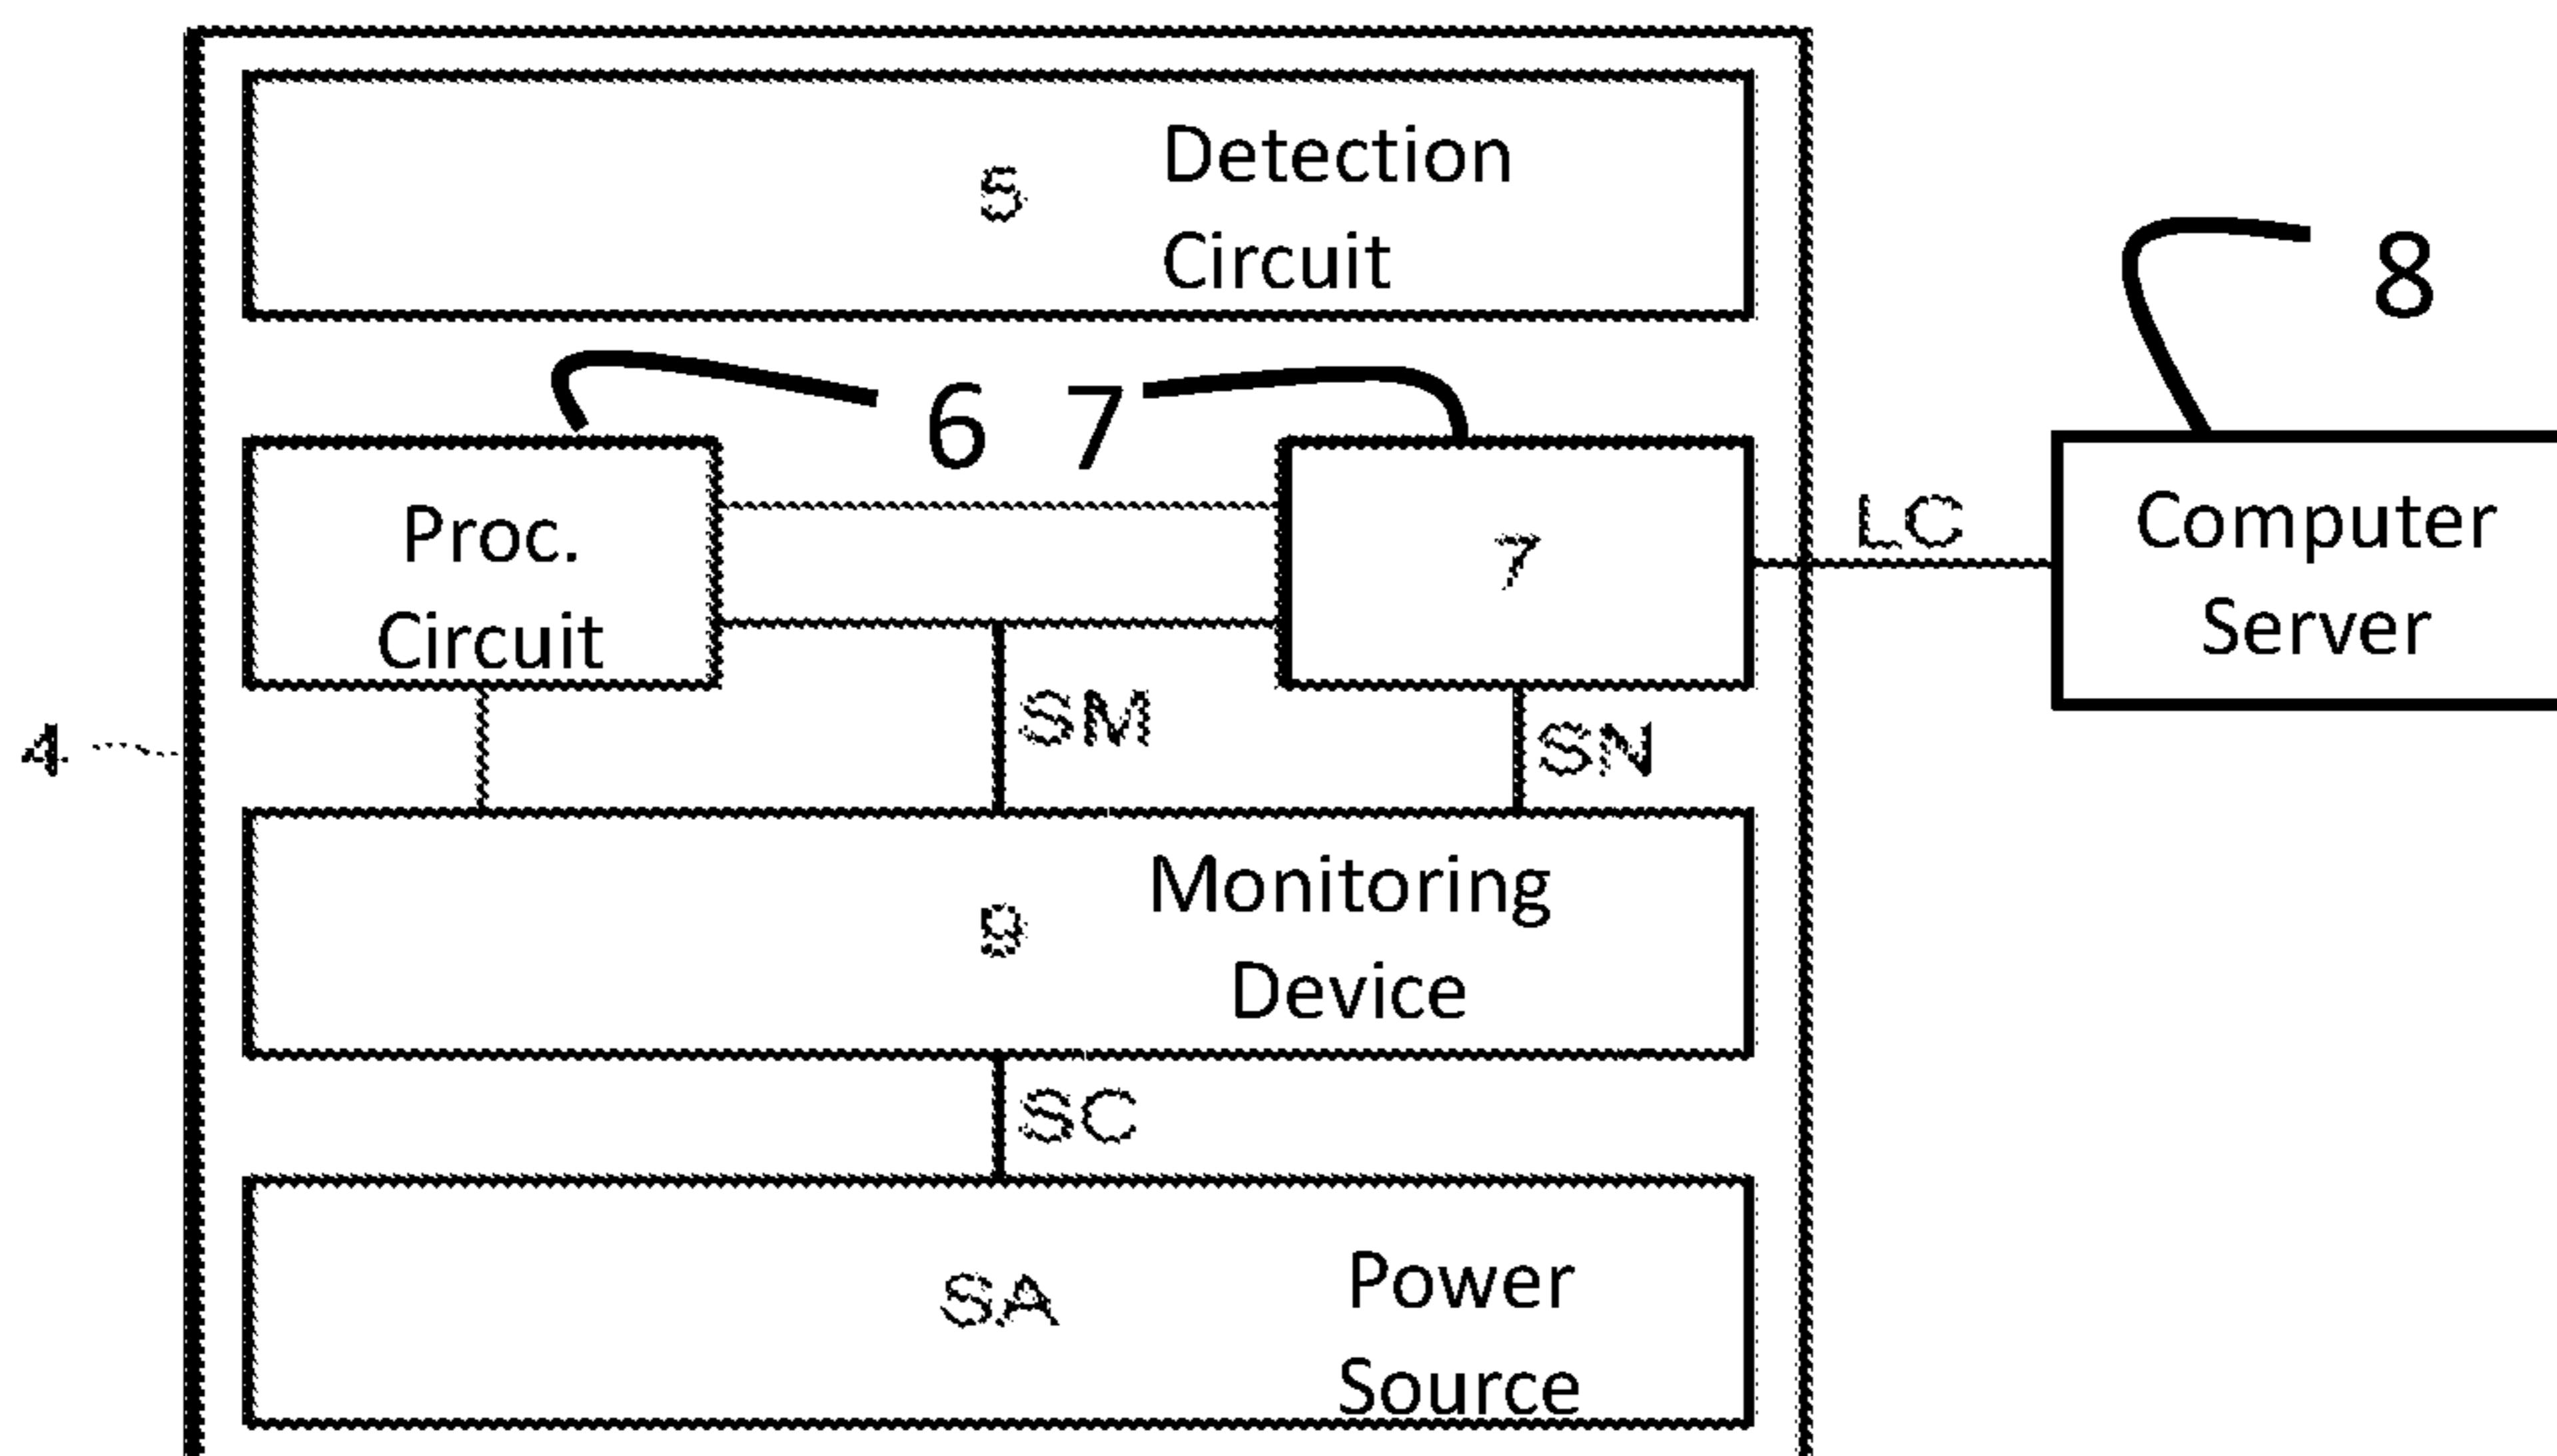 5
Detection
Circuit
8
6 7
Proc.
Circuit
7
LC
Computer
Server
4
SM
SN
9
Monitoring
Device
SC
SA
Power
Source